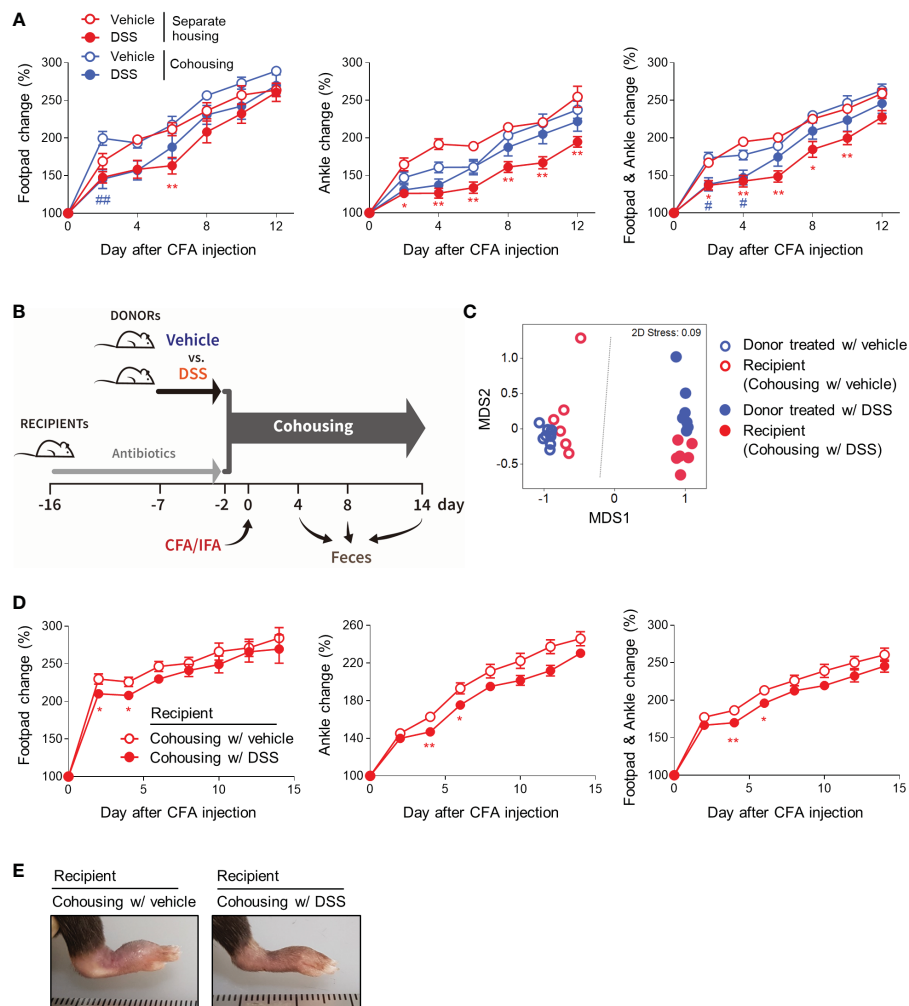 A
Vehicle
DSS
Separate
housing
Vehicle
DSS
Cohousing
Footpad change (%)
300
250
200
150
100
##
**
0
4
8
12
Day after CFA injection
Ankle change (%)
300
250
200
150
100
*
**
**
**
**
**
0
4
8
12
Day after CFA injection
Footpad & Ankle change (%)
300
250
200
150
100
*
#
**
#
**
*
**
0
4
8
12
Day after CFA injection
B
DONORs
Vehicle
vs.
DSS
RECIPIENTs
Antibiotics
Cohousing
-16
-7
-2
0
4
8
14
day
CFA/IFA
Feces
C
2D Stress: 0.09
MDS2
1.0
0.5
0
-0.5
-1
0
1
MDS1
Donor treated w/ vehicle
Recipient
(Cohousing w/ vehicle)
Donor treated w/ DSS
Recipient
(Cohousing w/ DSS)
D
Footpad change (%)
300
250
200
150
100
*
*
Recipient
Cohousing w/ vehicle
Cohousing w/ DSS
0
5
10
15
Day after CFA injection
Ankle change (%)
260
220
180
140
100
**
*
0
5
10
15
Day after CFA injection
Footpad & Ankle change (%)
300
250
200
150
100
**
*
0
5
10
15
Day after CFA injection
E
Recipient
Cohousing w/ vehicle
Recipient
Cohousing w/ DSS